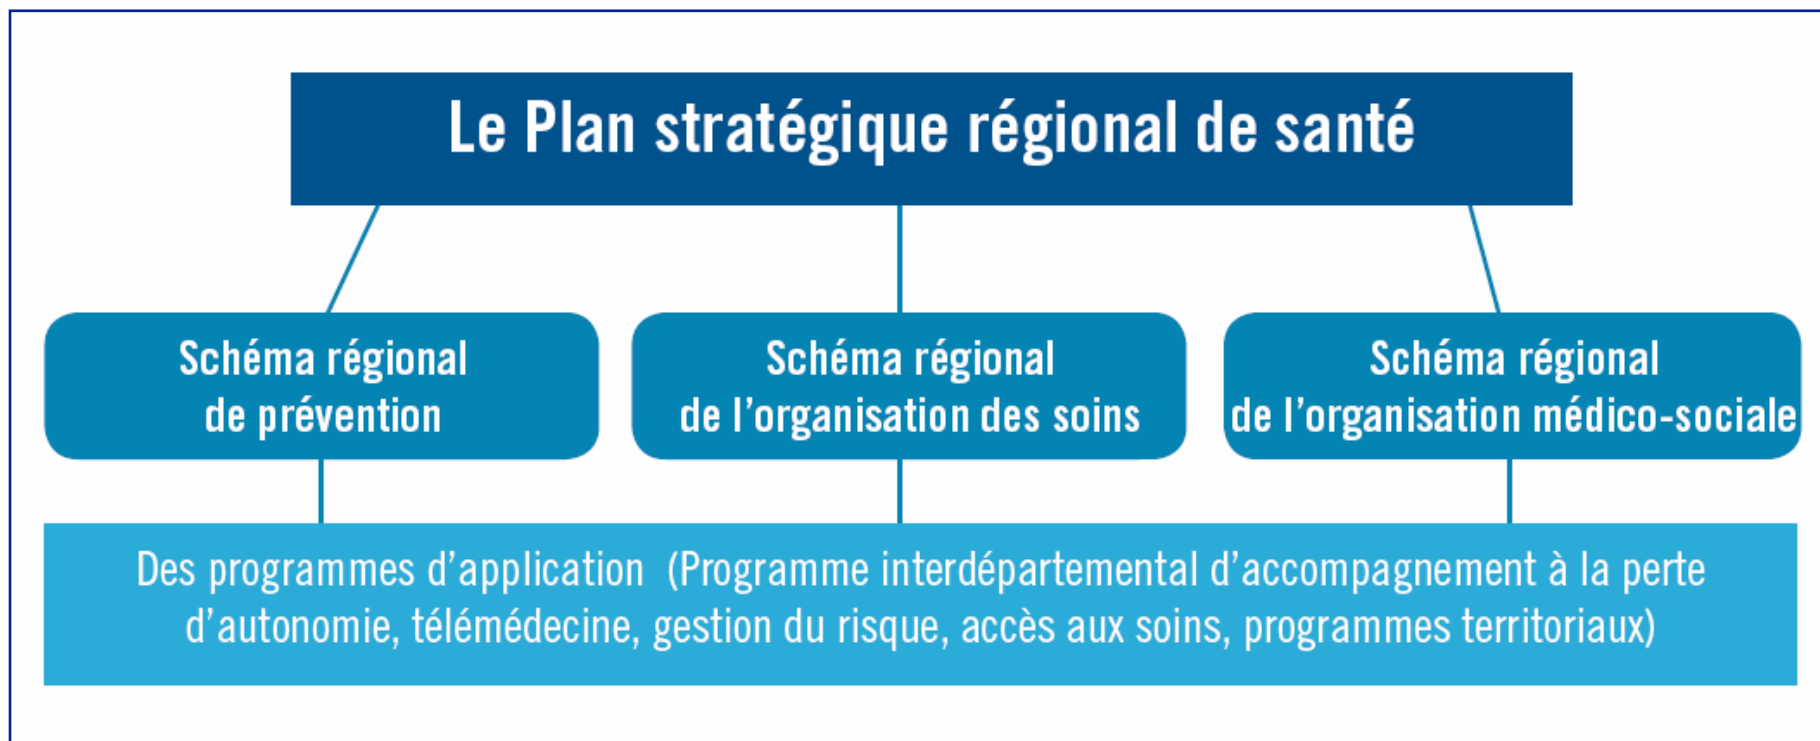 Le Plan stratégique régional de santé
Schéma régional
de prévention
Schéma régional
de l’organisation des soins
Schéma régional
de l’organisation médico-sociale
Des programmes d’application (Programme interdépartemental d’accompagnement à la perte
d’autonomie, télémédecine, gestion du risque, accès aux soins, programmes territoriaux)